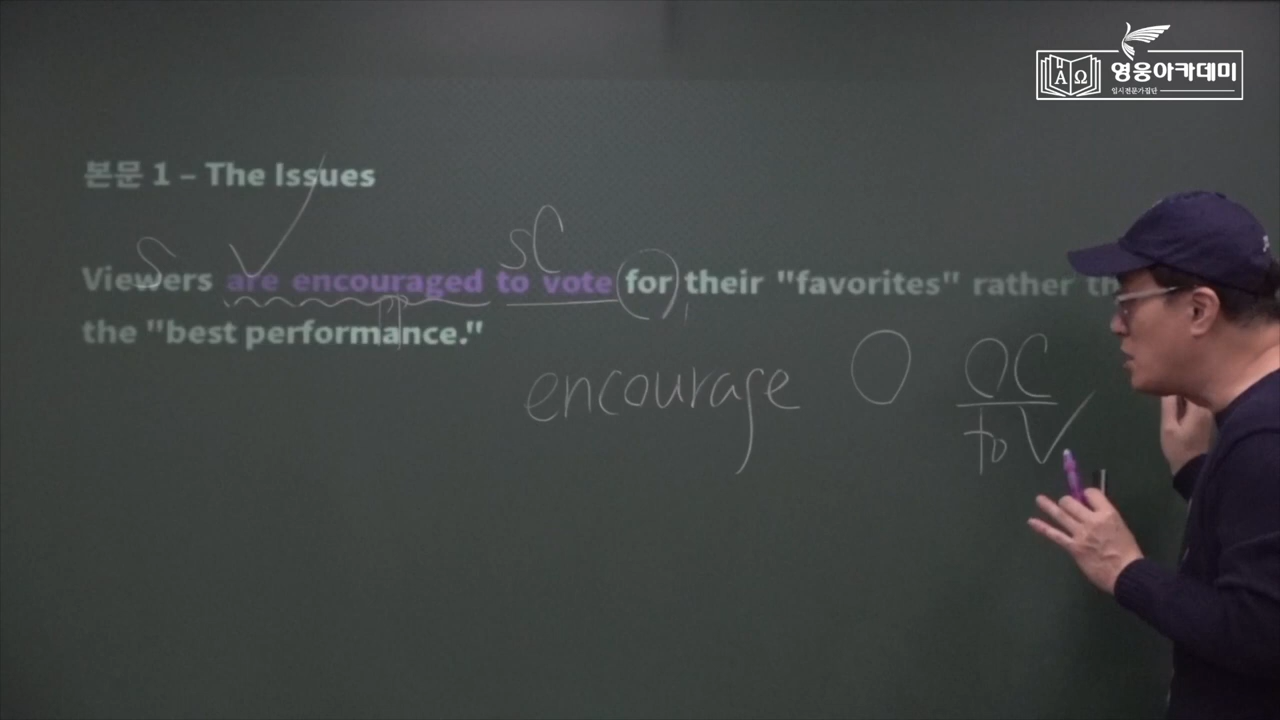 영웅아카데미
입시전문가집단
A Ω
본문 1 – The Issues
S V SC
Viewers are encouraged to vote for their "favorites" rather th
the "best performance."
encourage O OC
to V